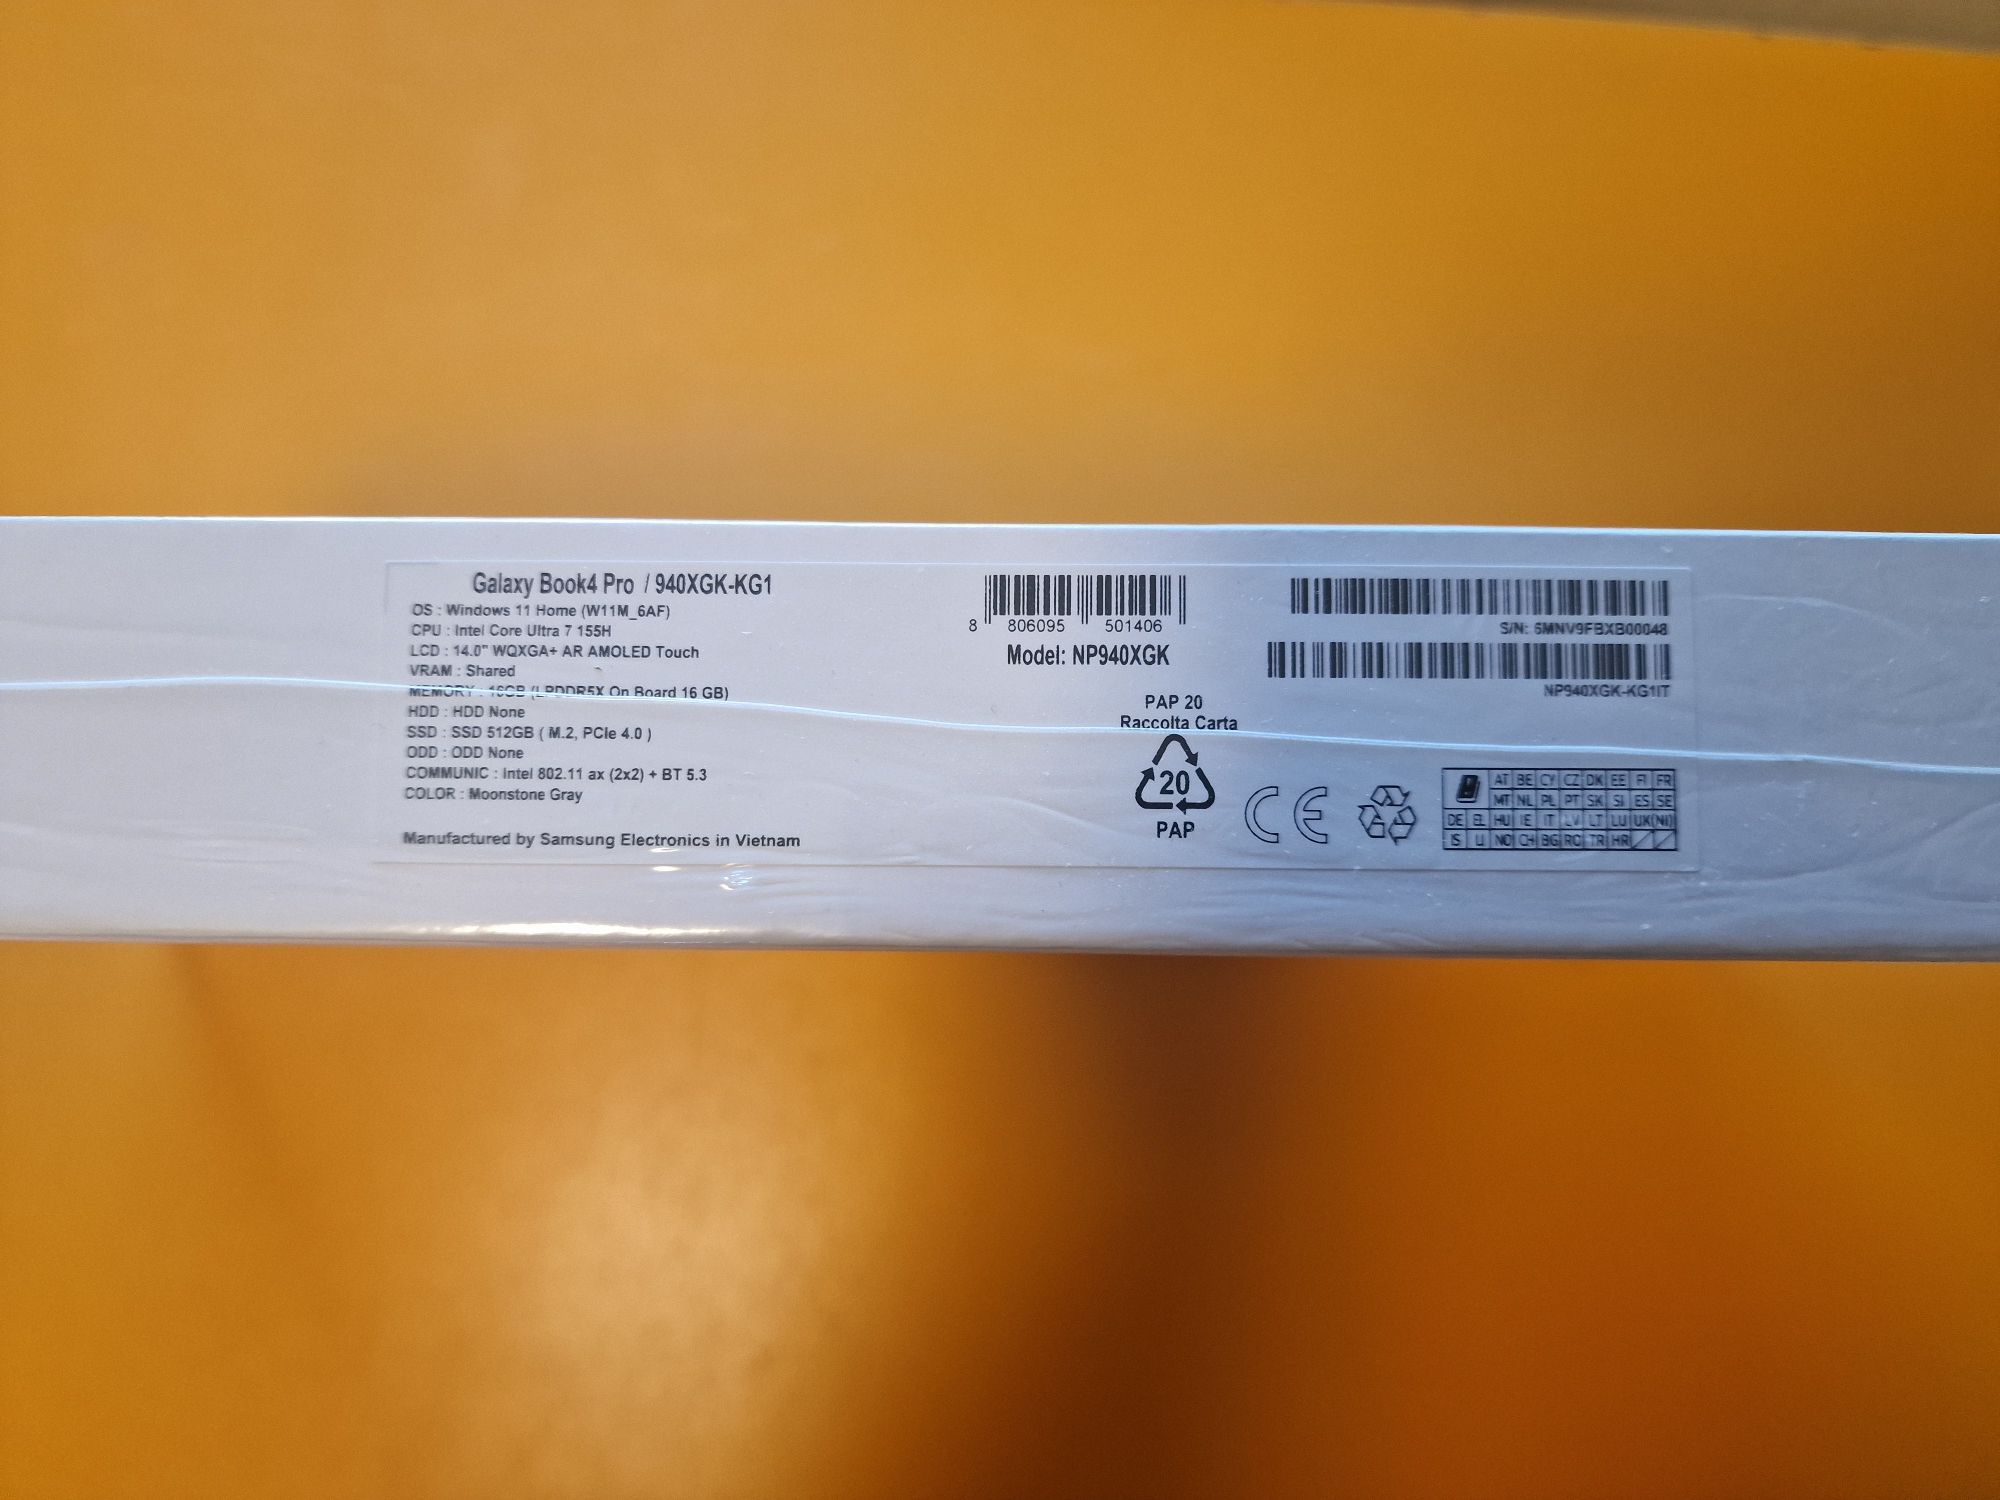 Galaxy Book4 Pro / 940XGK-KG1
OS : Windows 11 Home (W11M_6AF)
CPU : Intel Core Ultra 7 155H
LCD : 14.0" WQXGA+ AR AMOLED Touch
VRAM : Shared
MEMORY : 16GB (LPDDR5X On Board 16 GB)
HDD : HDD None
SSD : SSD 512GB ( M.2, PCIe 4.0 )
ODD : ODD None
COMMUNIC : Intel 802.11 ax (2x2) + BT 5.3
COLOR : Moonstone Gray
Manufactured by Samsung Electronics in Vietnam
8 806095 501406
Model: NP940XGK
PAP 20
Raccolta Carta
20
PAP
CE
S/N: 6MNV9FBXB00048
NP940XGK-KG1IT
AT BE CY CZ DK EE FI FR
MT NL PL PT SK SI ES SE
DE EL HU IE IT LV LT LU UK(NI)
IS LI NO CH BG RO TR HR